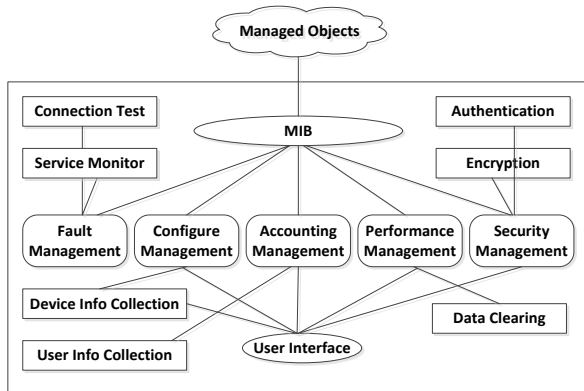 Managed Objects
Connection Test
MIB
Authentication
Service Monitor
Encryption
Fault
Management
Configure
Management
Accounting
Management
Performance
Management
Security
Management
Device Info Collection
Data Clearing
User Info Collection
User Interface